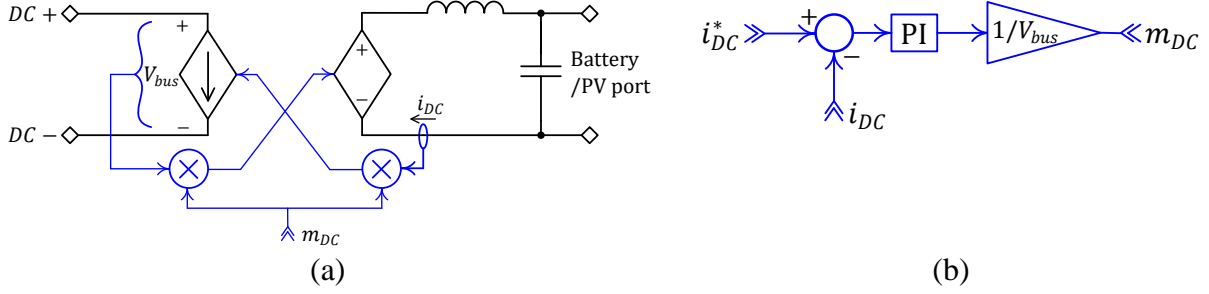 DC +
+
V_bus
−
DC −
+
−
i_DC
Battery
/PV port
×
×
m_DC
(a)
i*_DC
+
−
PI
1/V_bus
m_DC
i_DC
(b)